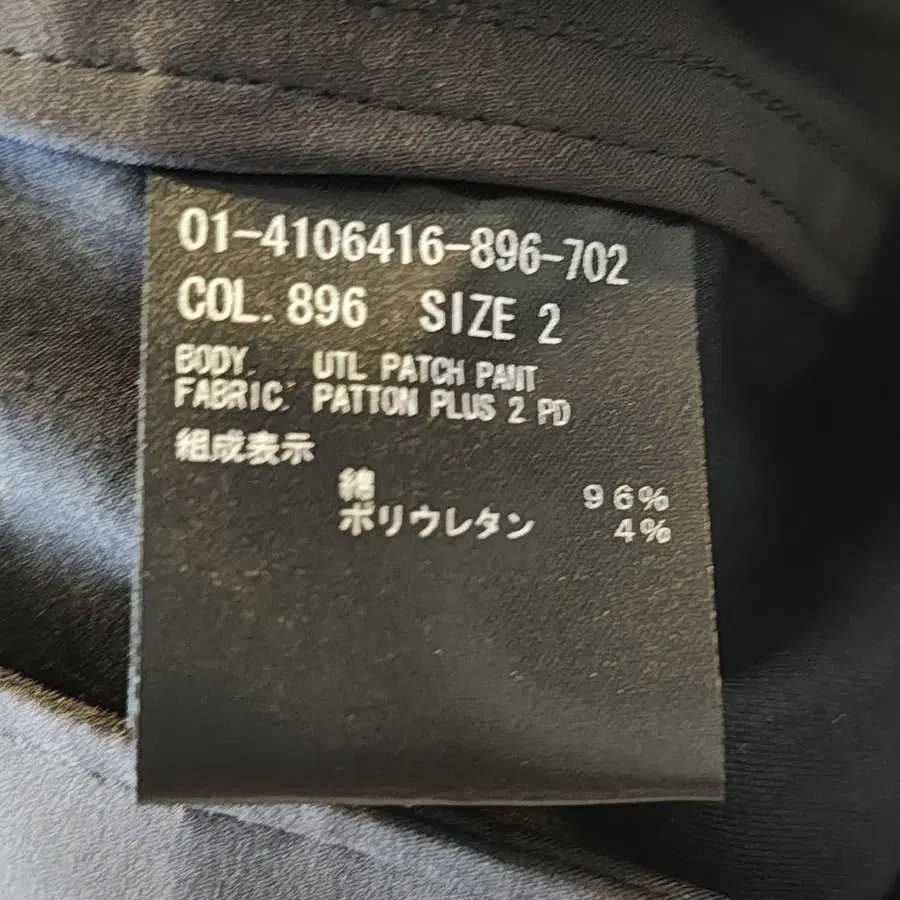 01-4106416-896-702
COL. 896 SIZE 2
BODY. UTL PATCH PANT
FABRIC: PATTON PLUS 2 PD
組成表示
綿 96%
ポリウレタン 4%